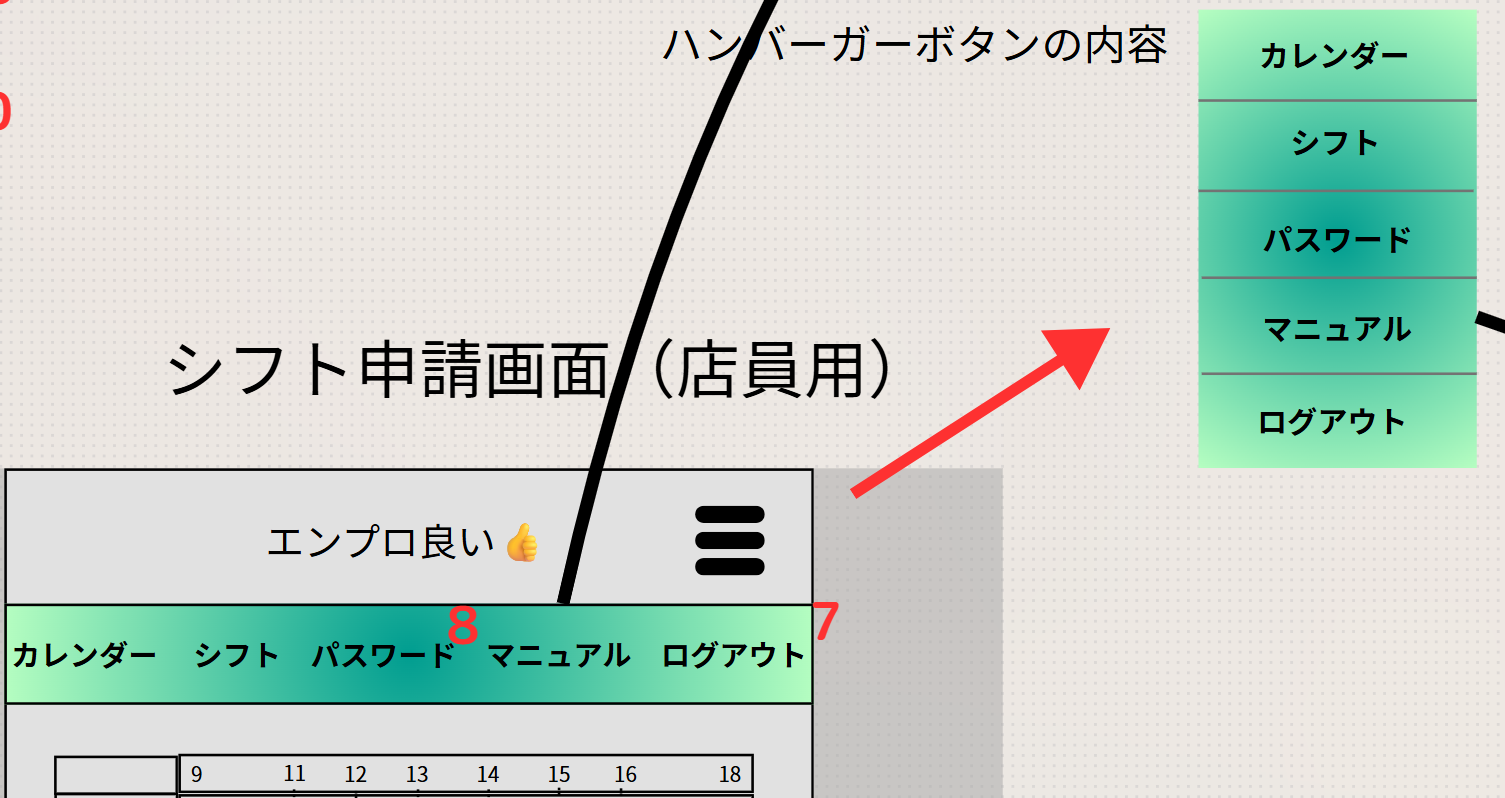 ハンバーガーボタンの内容
カレンダー
シフト
パスワード
マニュアル
ログアウト
シフト申請画面（店員用）
エンプロ良い👍
8
7
カレンダー シフト パスワード マニュアル ログアウト
9 11 12 13 14 15 16 18